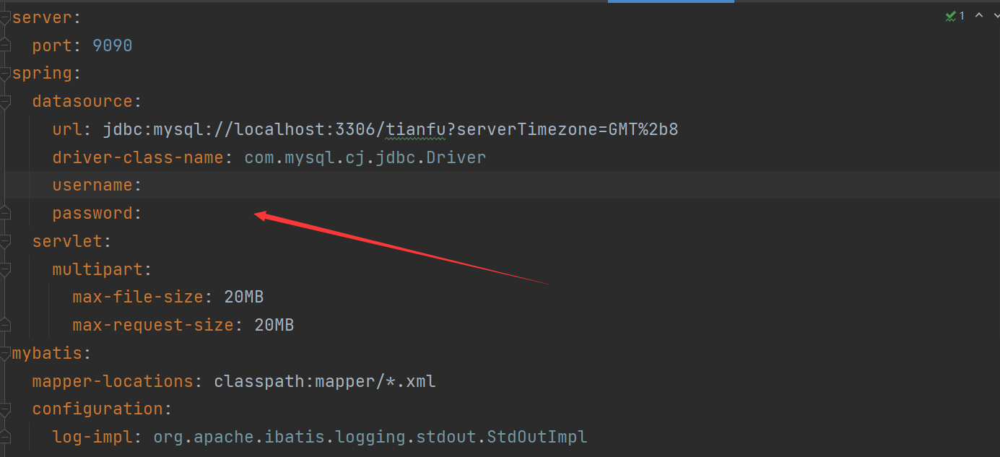 server:
  port: 9090
spring:
  datasource:
    url: jdbc:mysql://localhost:3306/tianfu?serverTimezone=GMT%2b8
    driver-class-name: com.mysql.cj.jdbc.Driver
    username:
    password:
  servlet:
    multipart:
      max-file-size: 20MB
      max-request-size: 20MB
mybatis:
  mapper-locations: classpath:mapper/*.xml
  configuration:
    log-impl: org.apache.ibatis.logging.stdout.StdOutImpl
1